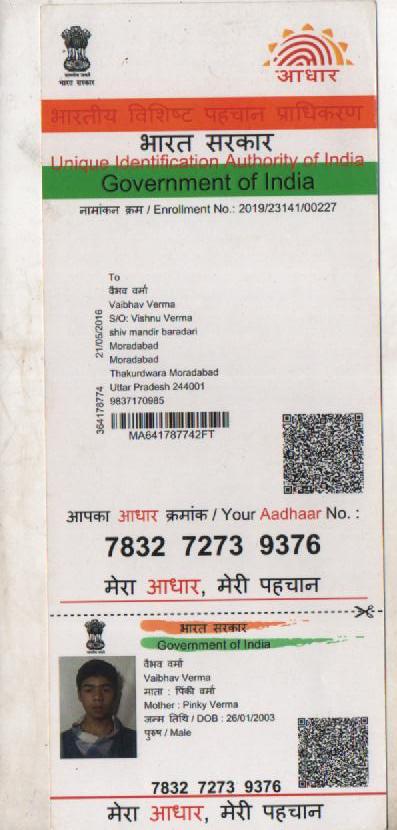 भारत सरकार
आधार
भारतीय विशिष्ट पहचान प्राधिकरण
भारत सरकार
Unique Identification Authority of India
Government of India
नामांकन क्रम / Enrollment No.: 2019/23141/00227
To
वैभव वर्मा
Vaibhav Verma
S/O: Vishnu Verma
shiv mandir baradari
Moradabad
Moradabad
Thakurdwara Moradabad
Uttar Pradesh 244001
9837170985
364178774 21/05/2016
MA641787742FT
आपका आधार क्रमांक / Your Aadhaar No. :
7832 7273 9376
मेरा आधार, मेरी पहचान
भारत सरकार
Government of India
वैभव वर्मा
Vaibhav Verma
माता : पिंकी वर्मा
Mother : Pinky Verma
जन्म तिथि / DOB : 26/01/2003
पुरुष / Male
7832 7273 9376
मेरा आधार, मेरी पहचान